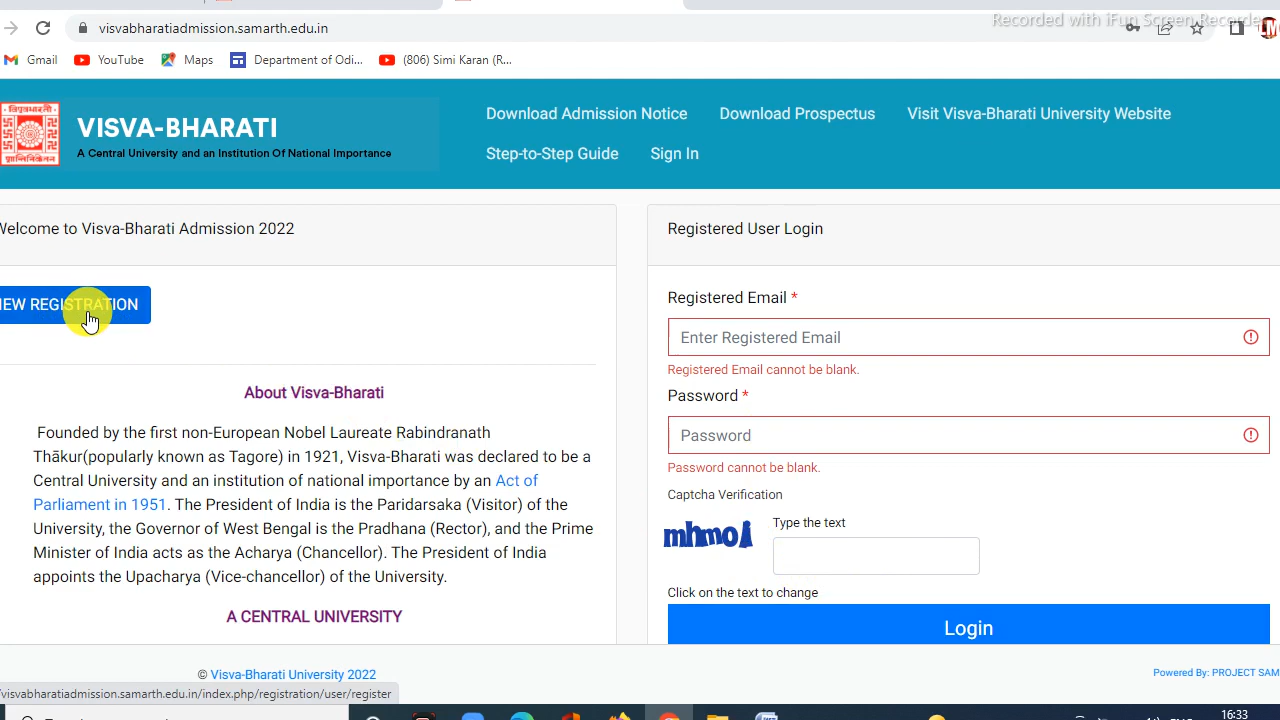 Recorded with iFun Screen Recorder
visvabharatiadmission.samarth.edu.in
Gmail YouTube Maps Department of Odi... (806) Simi Karan (R...
VISVA-BHARATI
A Central University and an Institution Of National Importance
Download Admission Notice Download Prospectus Visit Visva-Bharati University Website
Step-to-Step Guide Sign In
Welcome to Visva-Bharati Admission 2022
NEW REGISTRATION
About Visva-Bharati
Founded by the first non-European Nobel Laureate Rabindranath
Thākur(popularly known as Tagore) in 1921, Visva-Bharati was declared to be a
Central University and an institution of national importance by an Act of
Parliament in 1951. The President of India is the Paridarsaka (Visitor) of the
University, the Governor of West Bengal is the Pradhana (Rector), and the Prime
Minister of India acts as the Acharya (Chancellor). The President of India
appoints the Upacharya (Vice-chancellor) of the University.
A CENTRAL UNIVERSITY
Registered User Login
Registered Email *
Enter Registered Email
Registered Email cannot be blank.
Password *
Password
Password cannot be blank.
Captcha Verification
mhmoi
Type the text
Click on the text to change
Login
© Visva-Bharati University 2022
Powered By: PROJECT SAM
/visvabharatiadmission.samarth.edu.in/index.php/registration/user/register
16:33